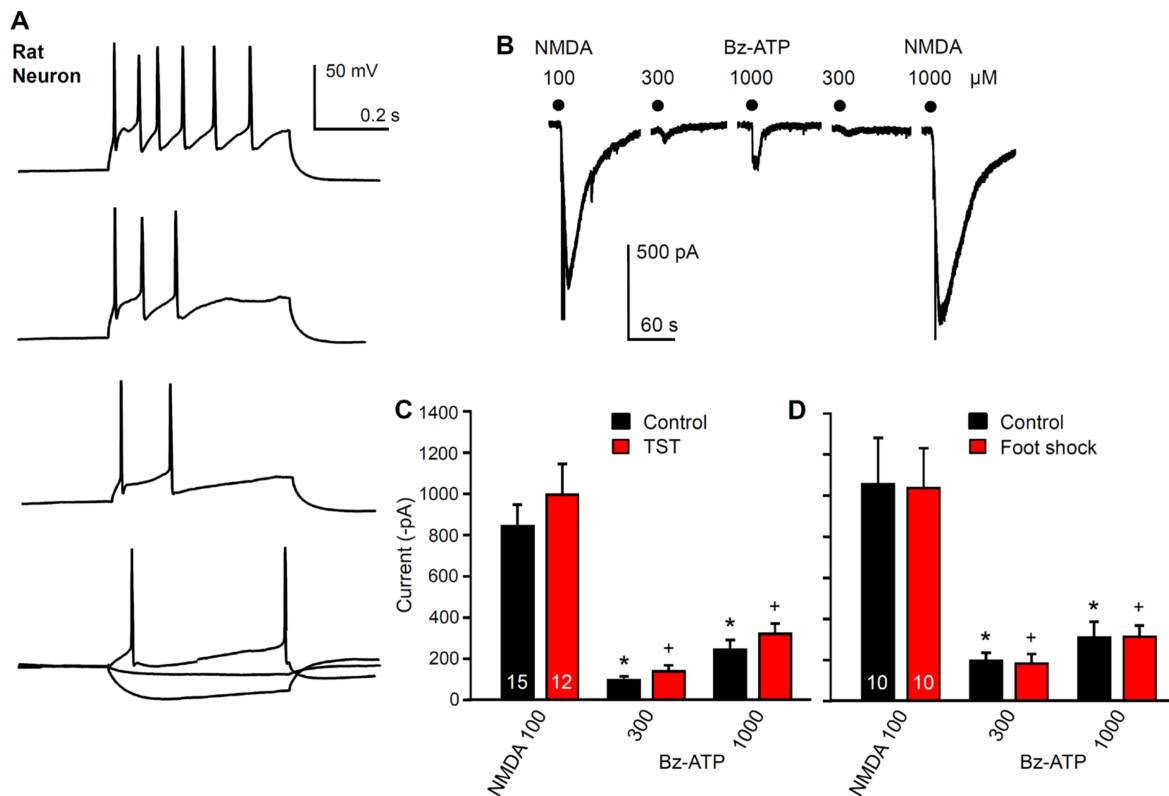 A
Rat
Neuron
50 mV
0.2 s
B
NMDA Bz-ATP NMDA
100 300 1000 300 1000 µM
500 pA
60 s
C
Control
TST
Current (-pA)
1400
1200
1000
800
600
400
200
0
15
12
*
+
*
+
NMDA 100
300
1000
Bz-ATP
D
Control
Foot shock
10
10
*
+
*
+
NMDA 100
300
1000
Bz-ATP